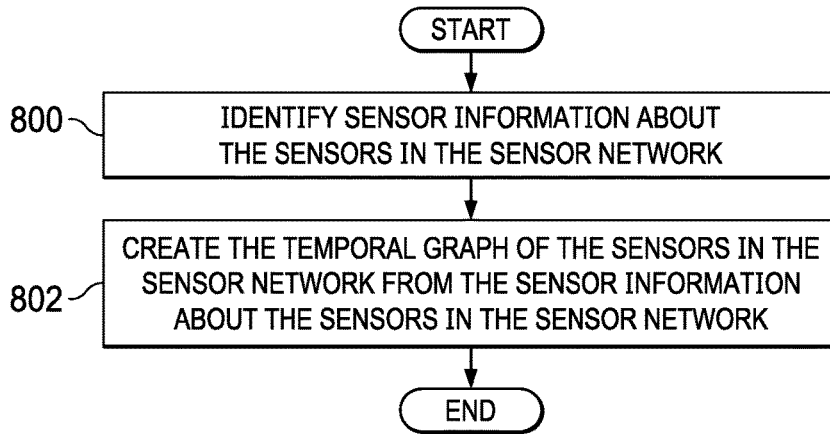 START
800
IDENTIFY SENSOR INFORMATION ABOUT
THE SENSORS IN THE SENSOR NETWORK
802
CREATE THE TEMPORAL GRAPH OF THE SENSORS IN THE
SENSOR NETWORK FROM THE SENSOR INFORMATION
ABOUT THE SENSORS IN THE SENSOR NETWORK
END